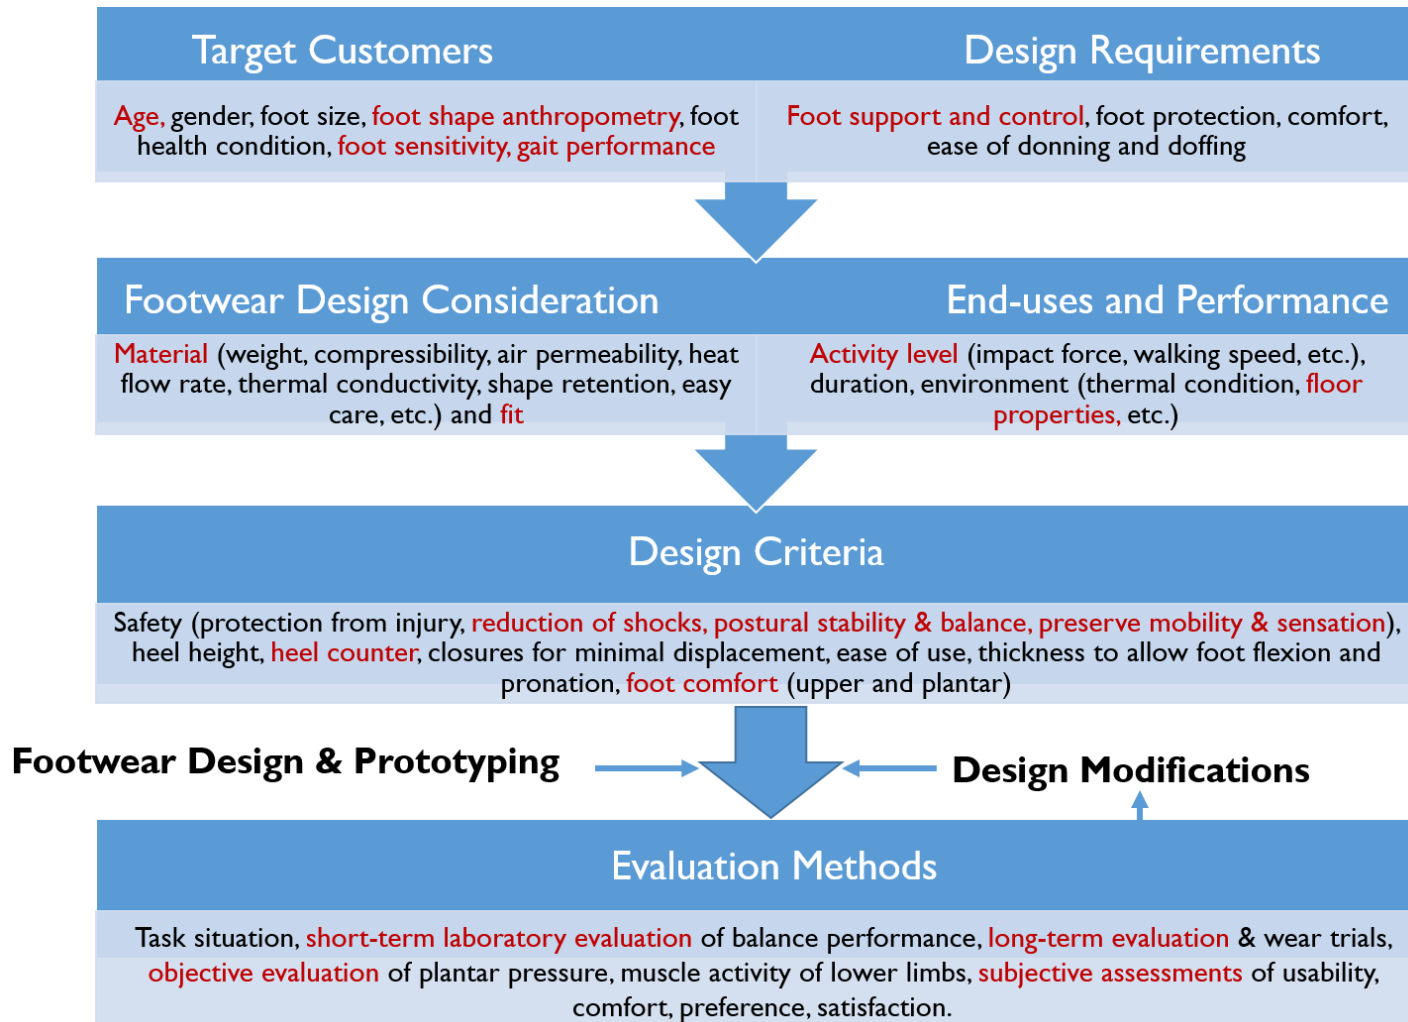 Target Customers
Design Requirements
Age, gender, foot size, foot shape anthropometry, foot
health condition, foot sensitivity, gait performance
Foot support and control, foot protection, comfort,
ease of donning and doffing
Footwear Design Consideration
End-uses and Performance
Material (weight, compressibility, air permeability, heat
flow rate, thermal conductivity, shape retention, easy
care, etc.) and fit
Activity level (impact force, walking speed, etc.),
duration, environment (thermal condition, floor
properties, etc.)
Design Criteria
Safety (protection from injury, reduction of shocks, postural stability & balance, preserve mobility & sensation),
heel height, heel counter, closures for minimal displacement, ease of use, thickness to allow foot flexion and
pronation, foot comfort (upper and plantar)
Footwear Design & Prototyping
Design Modifications
Evaluation Methods
Task situation, short-term laboratory evaluation of balance performance, long-term evaluation & wear trials,
objective evaluation of plantar pressure, muscle activity of lower limbs, subjective assessments of usability,
comfort, preference, satisfaction.